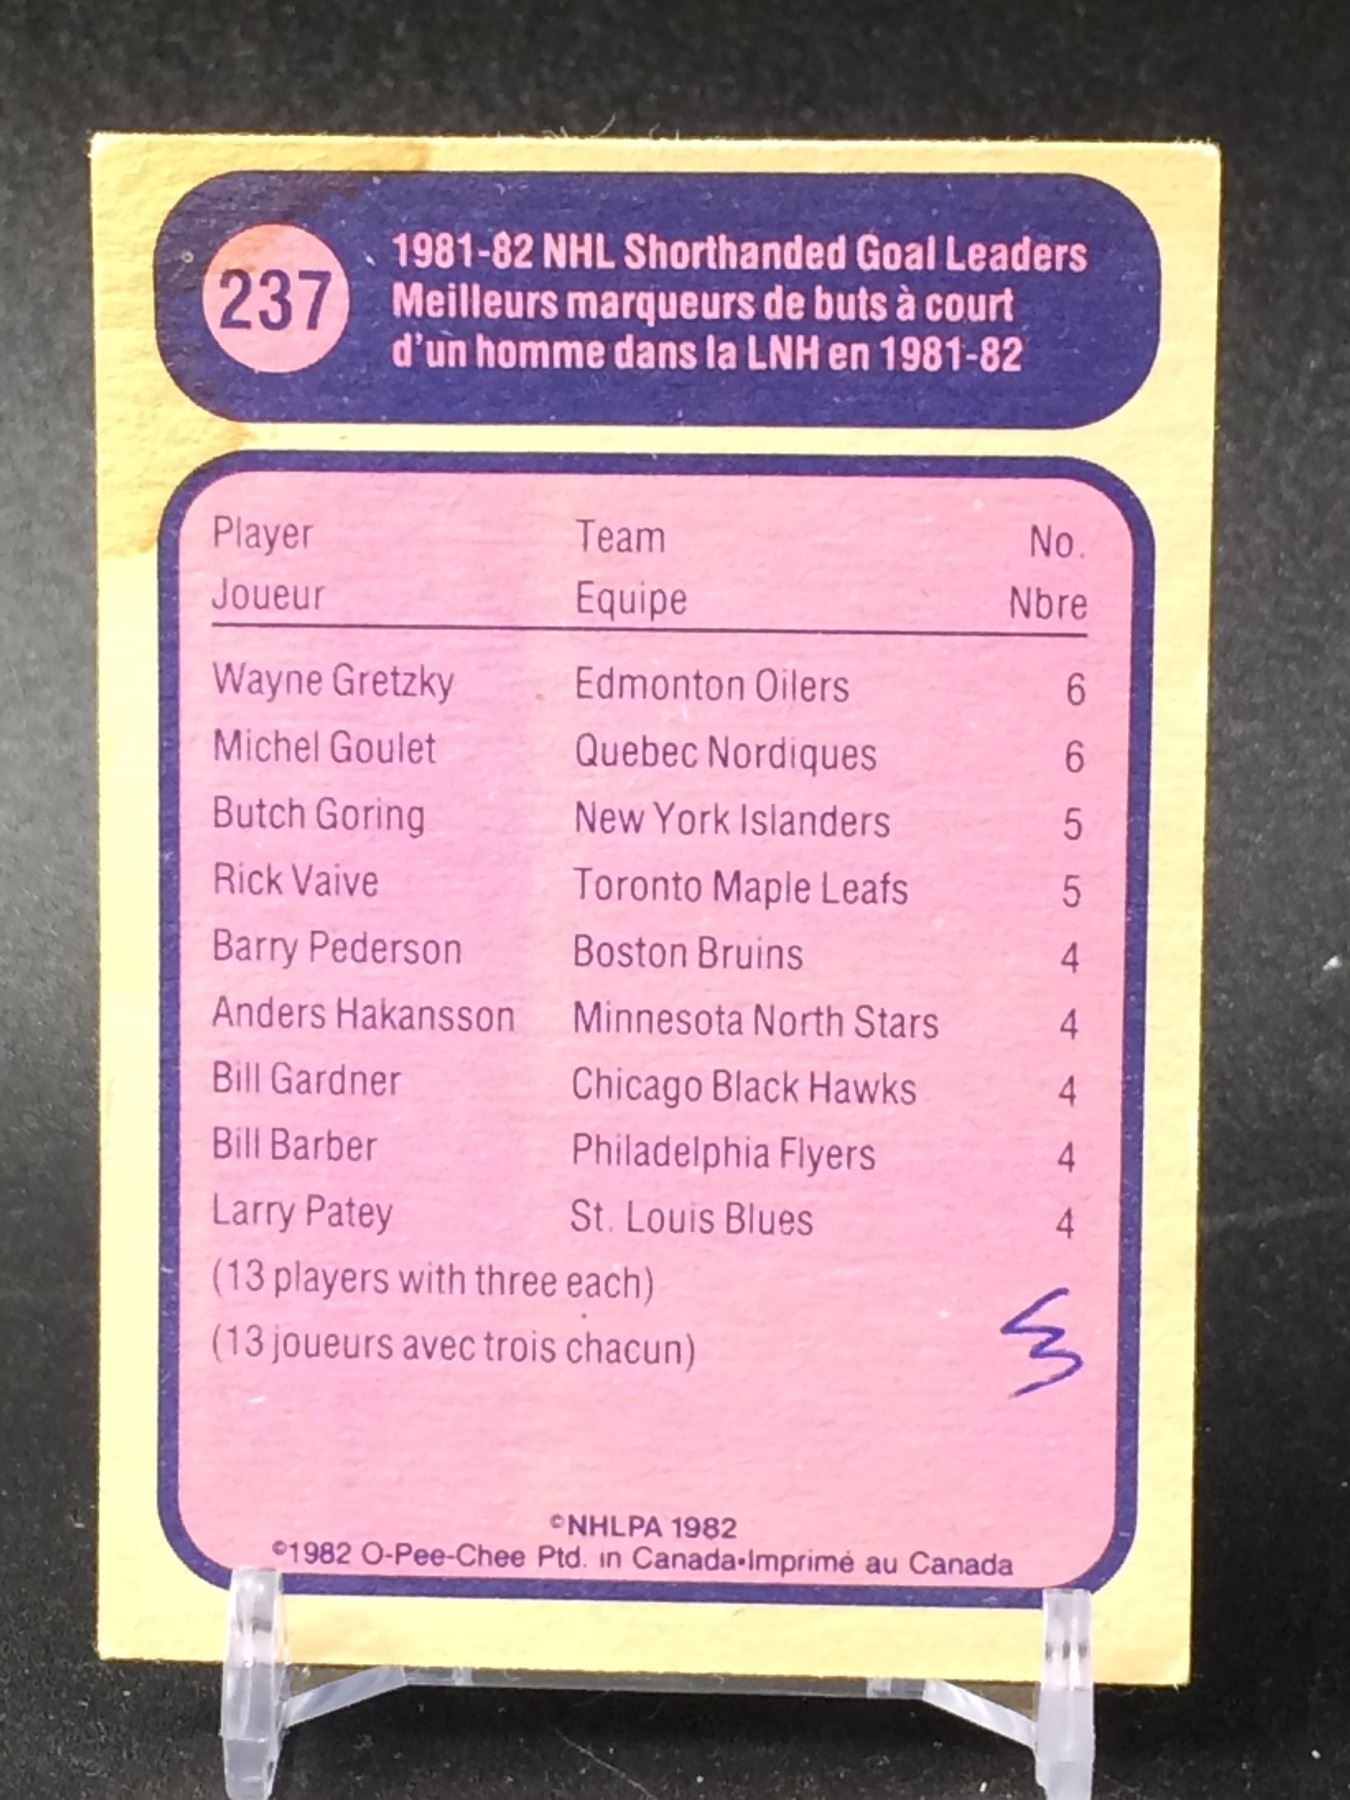 237
1981-82 NHL Shorthanded Goal Leaders
Meilleurs marqueurs de buts à court
d'un homme dans la LNH en 1981-82
Player Team No.
Joueur Equipe Nbre
Wayne Gretzky Edmonton Oilers 6
Michel Goulet Quebec Nordiques 6
Butch Goring New York Islanders 5
Rick Vaive Toronto Maple Leafs 5
Barry Pederson Boston Bruins 4
Anders Hakansson Minnesota North Stars 4
Bill Gardner Chicago Black Hawks 4
Bill Barber Philadelphia Flyers 4
Larry Patey St. Louis Blues 4
(13 players with three each)
(13 joueurs avec trois chacun)
©NHLPA 1982
©1982 O-Pee-Chee Ptd. in Canada•Imprimé au Canada